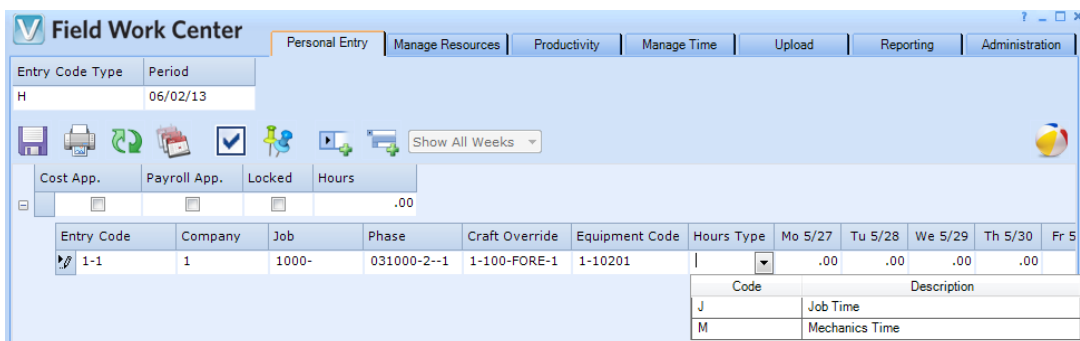 ? _ □ x
V Field Work Center
Personal Entry Manage Resources Productivity Manage Time Upload Reporting Administration
Entry Code Type Period
H 06/02/13
Show All Weeks
Cost App. Payroll App. Locked Hours
.00
Entry Code Company Job Phase Craft Override Equipment Code Hours Type Mo 5/27 Tu 5/28 We 5/29 Th 5/30 Fr 5
1-1 1 1000- 031000-2--1 1-100-FORE-1 1-10201 .00 .00 .00 .00
Code Description
J Job Time
M Mechanics Time